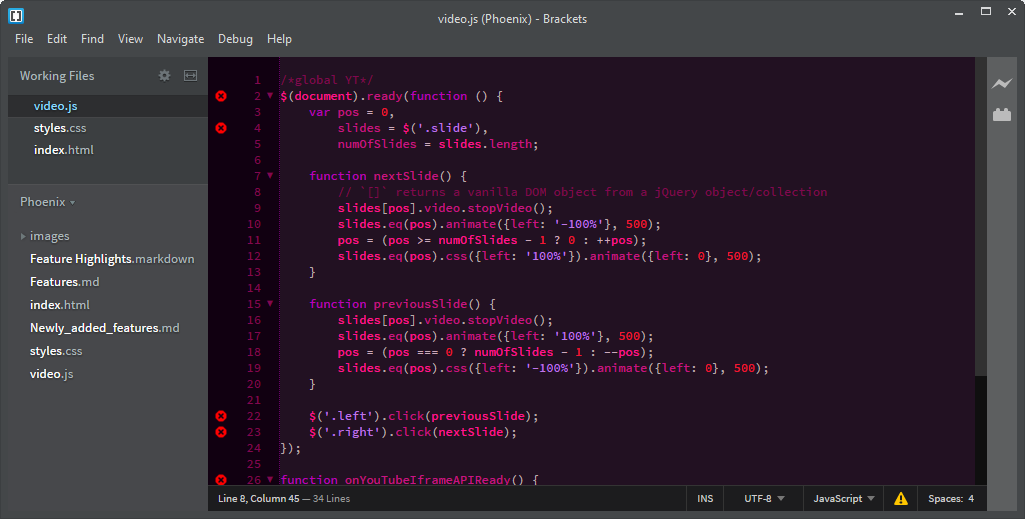 video.js (Phoenix) - Brackets
File Edit Find View Navigate Debug Help
Working Files
video.js
styles.css
index.html
Phoenix
images
Feature Highlights.markdown
Features.md
index.html
Newly_added_features.md
styles.css
video.js
1 /*global YT*/
2 $(document).ready(function () {
3     var pos = 0,
4         slides = $('.slide'),
5         numOfSlides = slides.length;
6
7     function nextSlide() {
8         // `[]` returns a vanilla DOM object from a jQuery object/collection
9         slides[pos].video.stopVideo();
10         slides.eq(pos).animate({left: '-100%'}, 500);
11         pos = (pos >= numOfSlides - 1 ? 0 : ++pos);
12         slides.eq(pos).css({left: '100%'}).animate({left: 0}, 500);
13     }
14
15     function previousSlide() {
16         slides[pos].video.stopVideo();
17         slides.eq(pos).animate({left: '100%'}, 500);
18         pos = (pos === 0 ? numOfSlides - 1 : --pos);
19         slides.eq(pos).css({left: '-100%'}).animate({left: 0}, 500);
20     }
21
22     $('.left').click(previousSlide);
23     $('.right').click(nextSlide);
24 });
25
26 function onYouTubeIframeAPIReady() {
Line 8, Column 45 — 34 Lines
INS
UTF-8
JavaScript
Spaces: 4